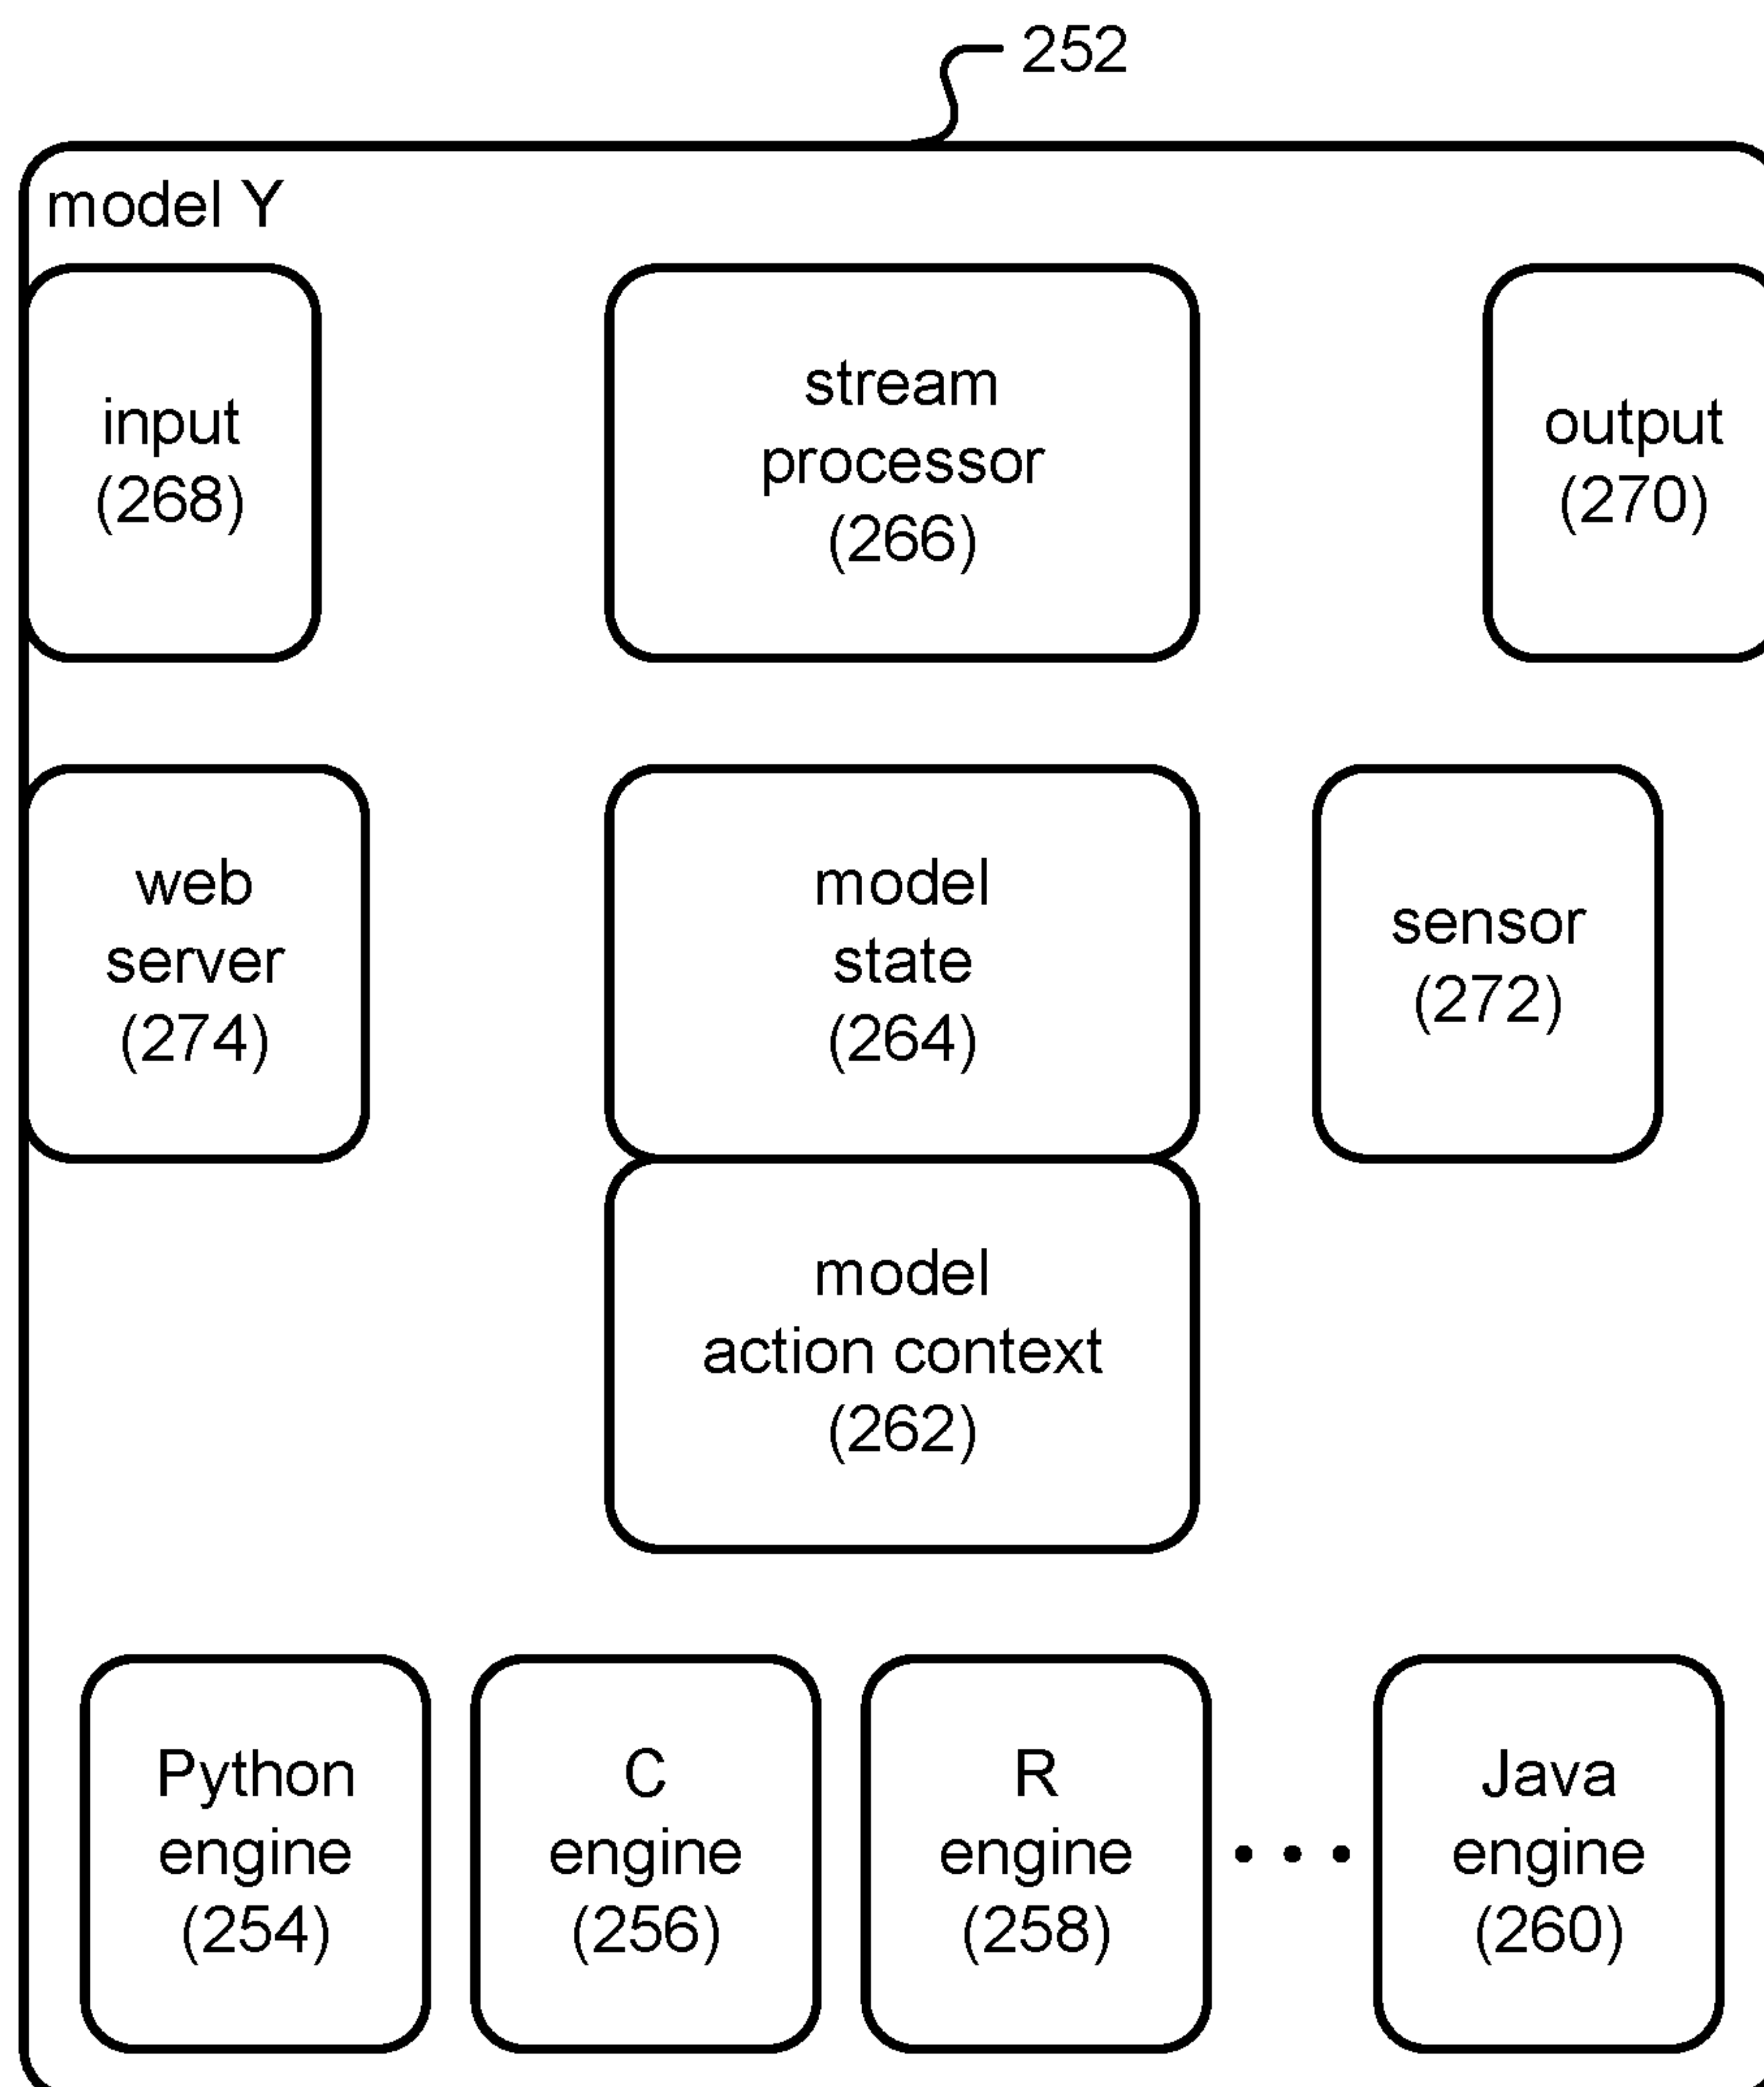 252
model Y
input
(268)
stream
processor
(266)
output
(270)
web
server
(274)
model
state
(264)
sensor
(272)
model
action context
(262)
Python
engine
(254)
C
engine
(256)
R
engine
(258)
• • •
Java
engine
(260)